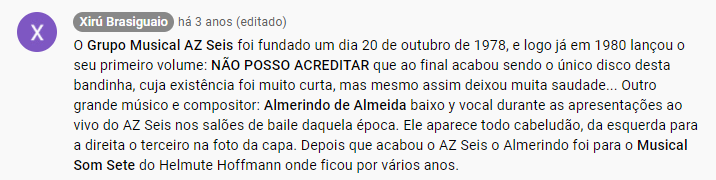 X
Xirú Brasiguaio há 3 anos (editado)
O Grupo Musical AZ Seis foi fundado um dia 20 de outubro de 1978, e logo já em 1980 lançou o
seu primeiro volume: NÃO POSSO ACREDITAR que ao final acabou sendo o único disco desta
bandinha, cuja existência foi muito curta, mas mesmo assim deixou muita saudade... Outro
grande músico e compositor: Almerindo de Almeida baixo y vocal durante as apresentações ao
vivo do AZ Seis nos salões de baile daquela época. Ele aparece todo cabeludão, da esquerda para
a direita o terceiro na foto da capa. Depois que acabou o AZ Seis o Almerindo foi para o Musical
Som Sete do Helmute Hoffmann onde ficou por vários anos.